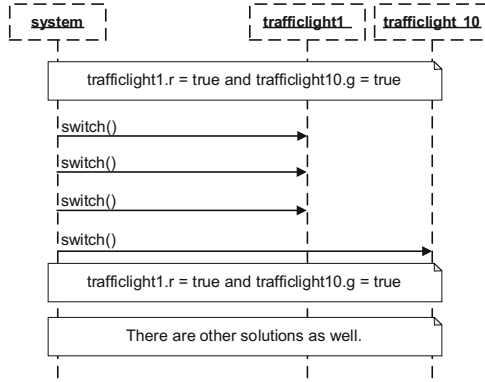 system
trafficlight1
trafficlight 10
trafficlight1.r = true and trafficlight10.g = true
switch()
switch()
switch()
switch()
trafficlight1.r = true and trafficlight10.g = true
There are other solutions as well.